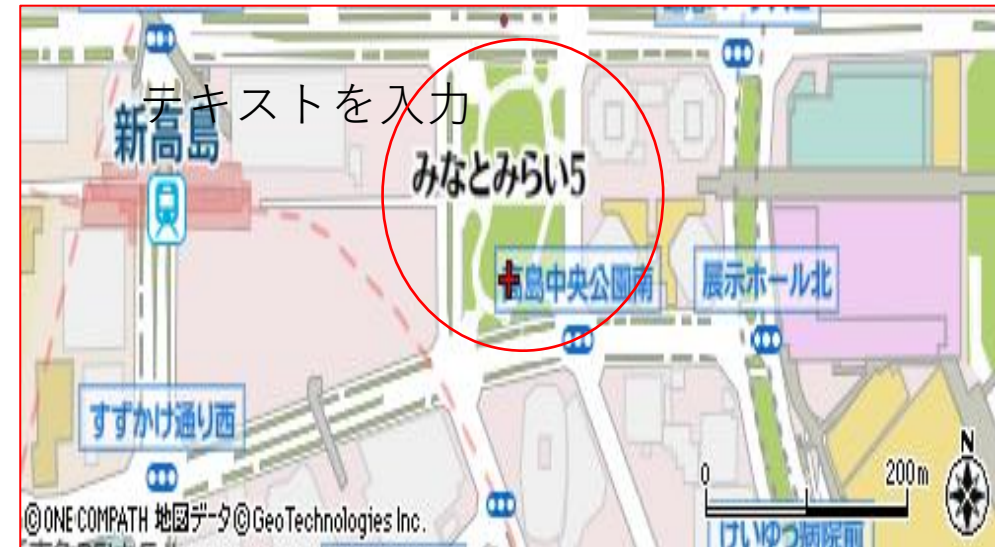 テキストを入力
新高島
みなとみらい5
高島中央公園南
展示ホール北
すずかけ通り西
0
200m
N
©ONE COMPATH 地図データ©GeoTechnologies Inc.
けいゆう病院前